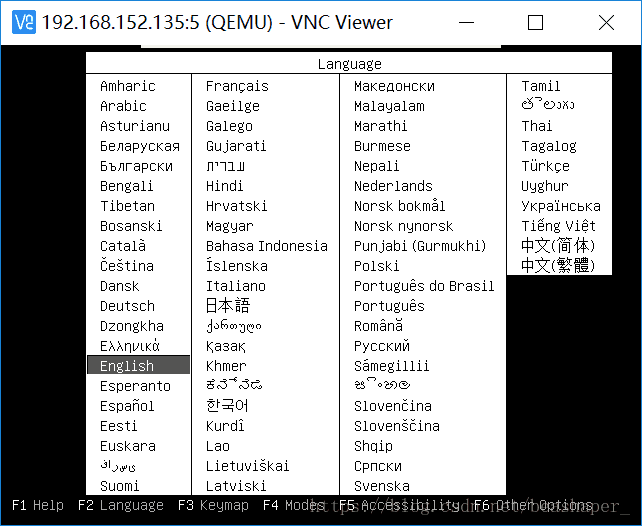 192.168.152.135:5 (QEMU) - VNC Viewer
Language
Amharic
Arabic
Asturianu
Беларуская
Български
Bengali
Tibetan
Bosanski
Català
Čeština
Dansk
Deutsch
Dzongkha
Ελληνικά
English
Esperanto
Español
Eesti
Euskara
فارسی
Suomi
Français
Gaeilge
Galego
Gujarati
עברית
Hindi
Hrvatski
Magyar
Bahasa Indonesia
Íslenska
Italiano
日本語
ქართული
Қазақ
Khmer
ಕನ್ನಡ
한국어
Kurdî
Lao
Lietuviškai
Latviski
Македонски
Malayalam
Marathi
Burmese
Nepali
Nederlands
Norsk bokmål
Norsk nynorsk
Punjabi (Gurmukhi)
Polski
Português do Brasil
Português
Română
Русский
Sámegillii
සිංහල
Slovenčina
Slovenščina
Shqip
Српски
Svenska
Tamil
తెలుగు
Thai
Tagalog
Türkçe
Uyghur
Українська
Tiếng Việt
中文(简体)
中文(繁體)
F1 Help F2 Language F3 Keymap F4 Modes F5 Accessibility F6 Other Options